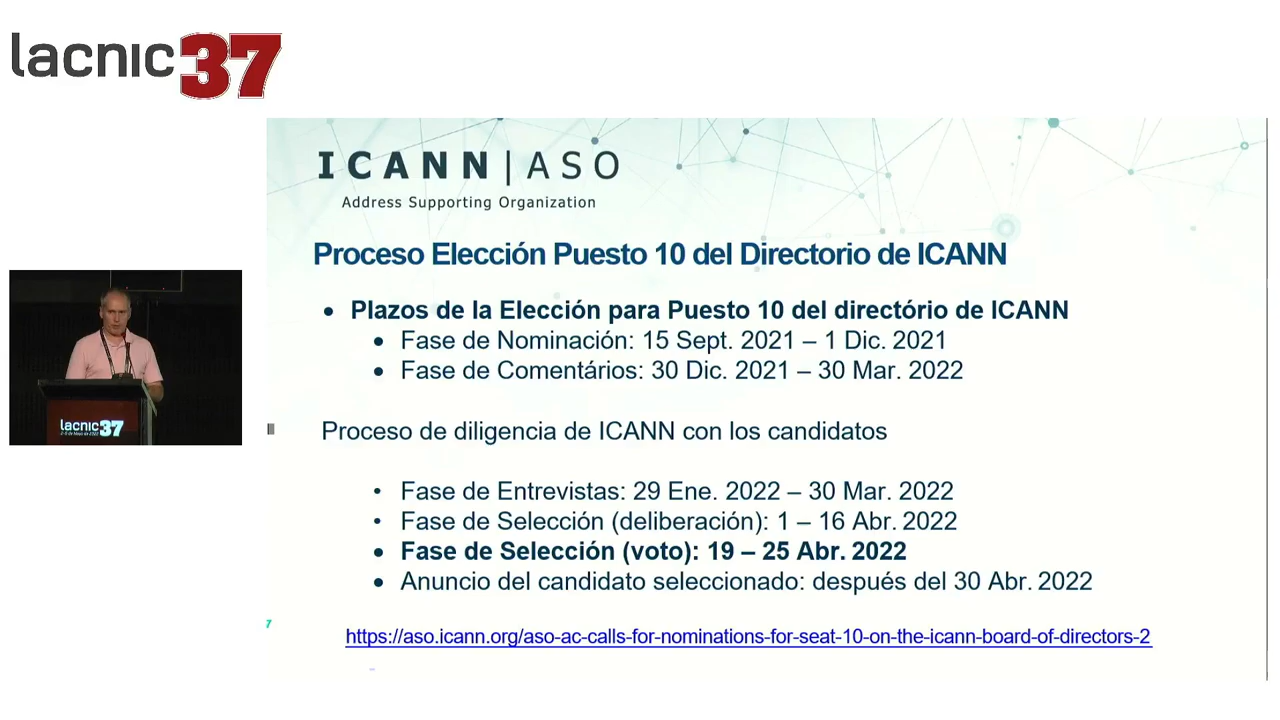 lacnic 37
ICANN | ASO
Address Supporting Organization
Proceso Elección Puesto 10 del Directorio de ICANN
• Plazos de la Elección para Puesto 10 del directório de ICANN
• Fase de Nominación: 15 Sept. 2021 – 1 Dic. 2021
• Fase de Comentários: 30 Dic. 2021 – 30 Mar. 2022
Proceso de diligencia de ICANN con los candidatos
• Fase de Entrevistas: 29 Ene. 2022 – 30 Mar. 2022
• Fase de Selección (deliberación): 1 – 16 Abr. 2022
• Fase de Selección (voto): 19 – 25 Abr. 2022
• Anuncio del candidato seleccionado: después del 30 Abr. 2022
https://aso.icann.org/aso-ac-calls-for-nominations-for-seat-10-on-the-icann-board-of-directors-2
7
lacnic 37